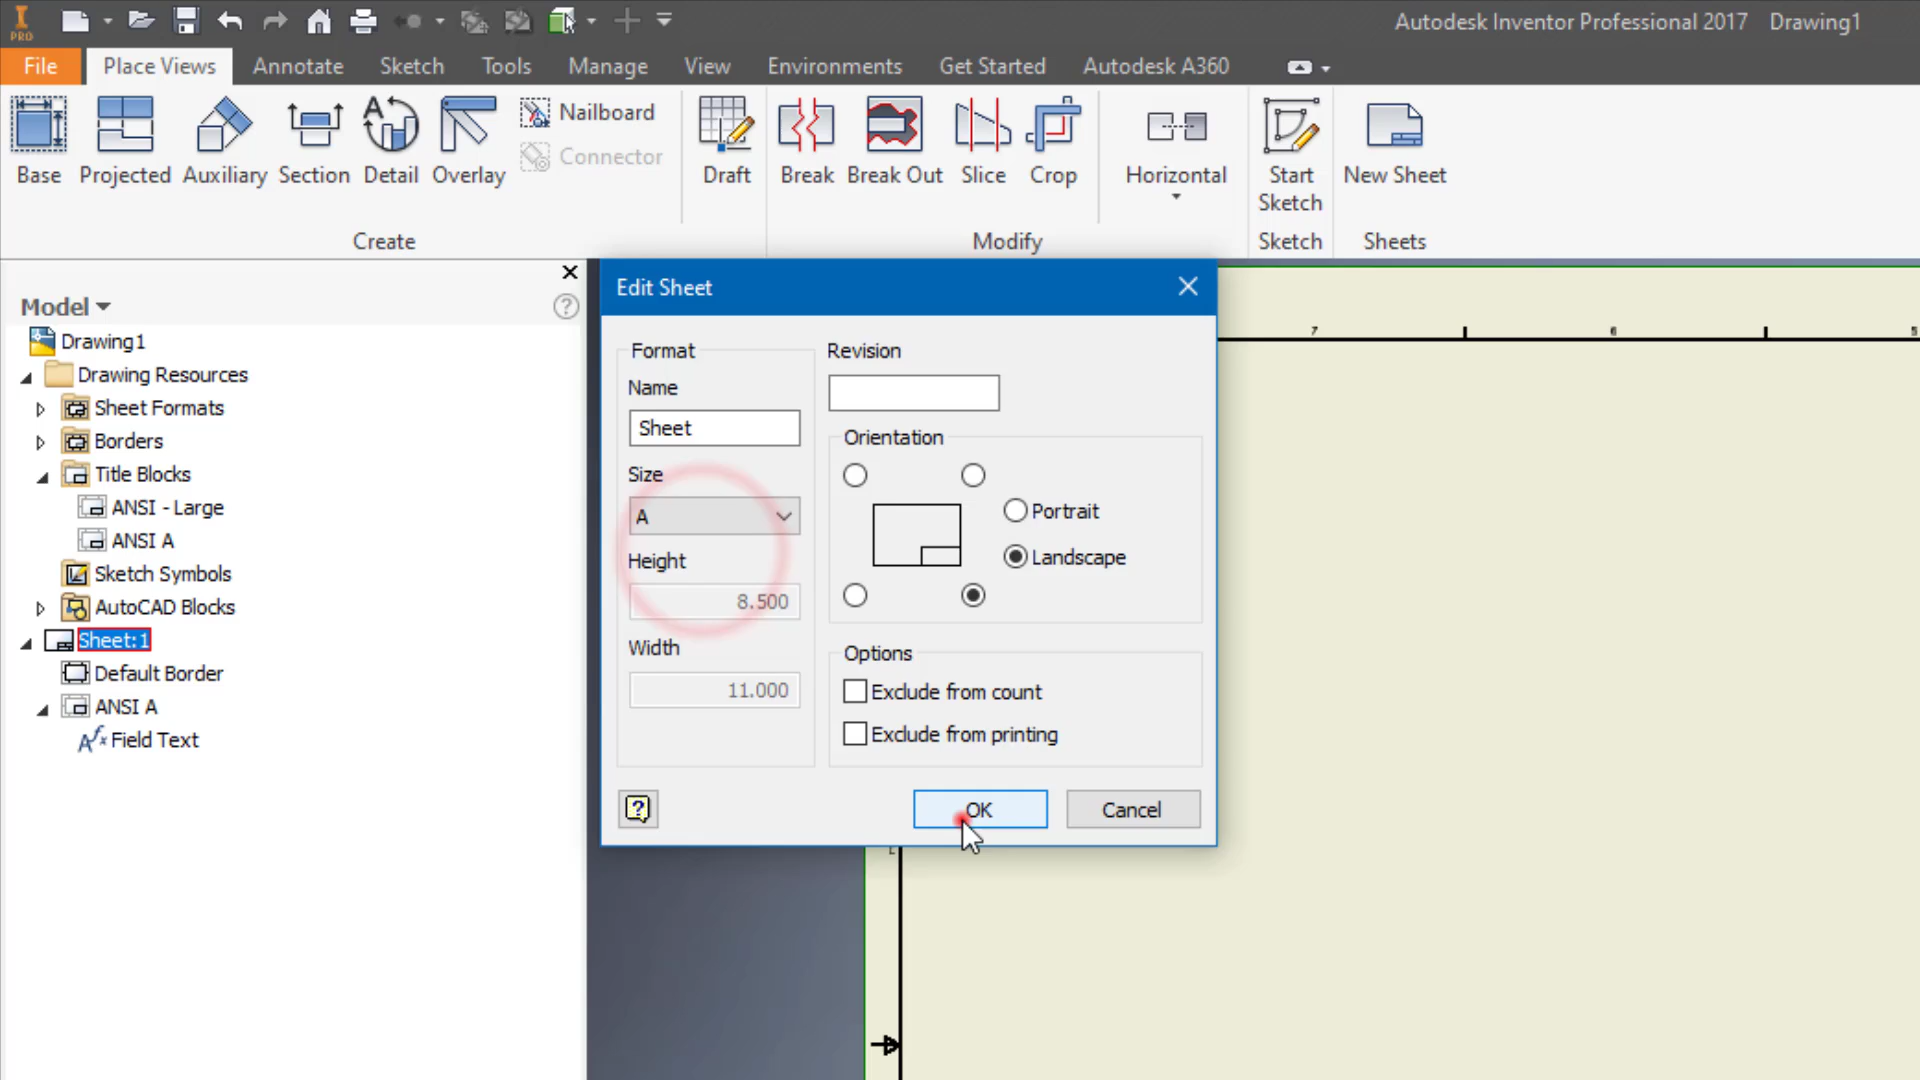 PRO
Autodesk Inventor Professional 2017 Drawing1
File Place Views Annotate Sketch Tools Manage View Environments Get Started Autodesk A360
Base Projected Auxiliary Section Detail Overlay
Nailboard
Connector
Draft Break Break Out Slice Crop Horizontal Start Sketch New Sheet
Create Modify Sketch Sheets
Model
Drawing1
Drawing Resources
Sheet Formats
Borders
Title Blocks
ANSI - Large
ANSI A
Sketch Symbols
AutoCAD Blocks
Sheet:1
Default Border
ANSI A
Field Text
Edit Sheet
Format
Name
Sheet
Size
A
Height
8.500
Width
11.000
Revision
Orientation
Portrait
Landscape
Options
Exclude from count
Exclude from printing
OK Cancel
7 6 5